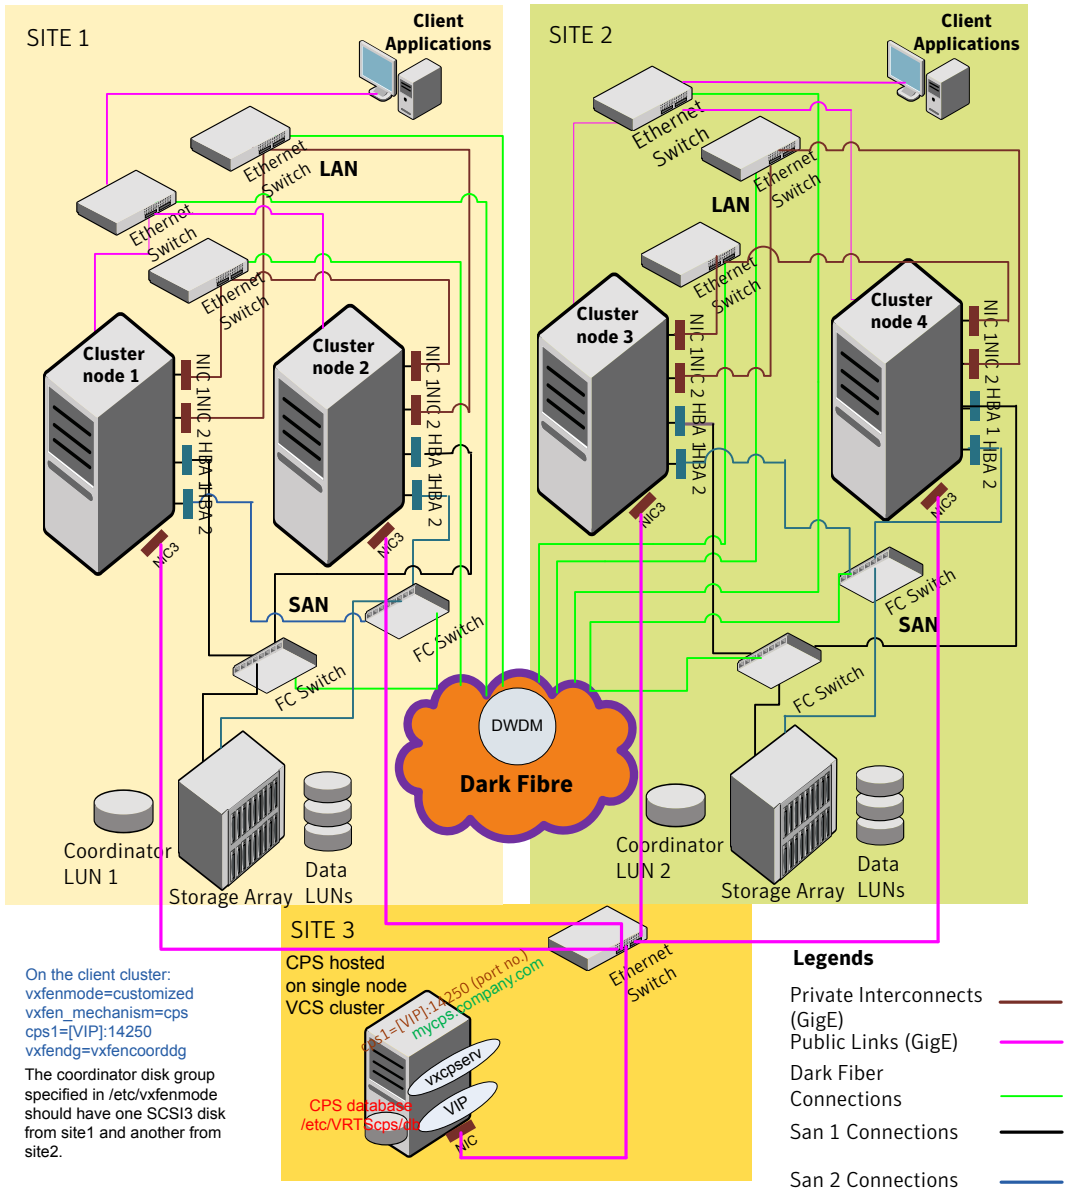 SITE 1
Client
Applications
Ethernet
Switch
LAN
Ethernet
Switch
Ethernet
Switch
Cluster
node 1
NIC 1
NIC 2
HBA 1
HBA 2
NIC3
Cluster
node 2
NIC 1
NIC 2
HBA 1
HBA 2
NIC3
SAN
FC Switch
FC Switch
Coordinator
LUN 1
Storage Array
Data
LUNs
SITE 2
Client
Applications
Ethernet
Switch
Ethernet
Switch
LAN
Ethernet
Switch
Cluster
node 3
NIC 1
NIC 2
HBA 1
HBA 2
NIC3
Cluster
node 4
NIC 1
NIC 2
HBA 1
HBA 2
NIC3
FC Switch
SAN
FC Switch
Coordinator
LUN 2
Storage Array
Data
LUNs
DWDM
Dark Fibre
SITE 3
CPS hosted
on single node
VCS cluster
Ethernet
Switch
cps1=[VIP]:14250 (port no.)
mycps.company.com
vxcpserv
VIP
CPS database
/etc/VRTScps/db
NIC
On the client cluster:
vxfenmode=customized
vxfen_mechanism=cps
cps1=[VIP]:14250
vxfendg=vxfencoorddg
The coordinator disk group
specified in /etc/vxfenmode
should have one SCSI3 disk
from site1 and another from
site2.
Legends
Private Interconnects
(GigE)
Public Links (GigE)
Dark Fiber
Connections
San 1 Connections
San 2 Connections